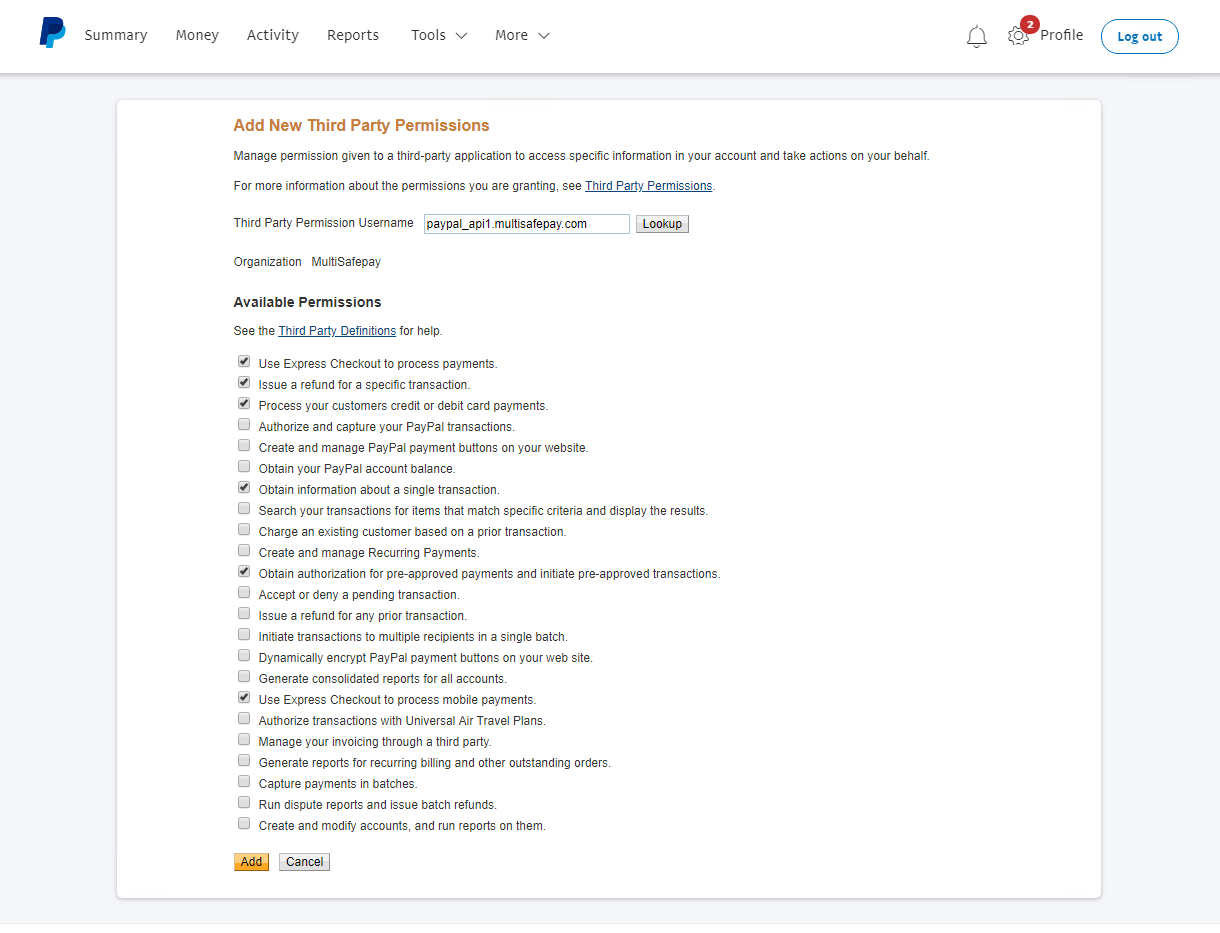 Summary Money Activity Reports Tools More 2 Profile Log out
Add New Third Party Permissions
Manage permission given to a third-party application to access specific information in your account and take actions on your behalf.
For more information about the permissions you are granting, see Third Party Permissions.
Third Party Permission Username paypal_api1.multisafepay.com Lookup
Organization MultiSafepay
Available Permissions
See the Third Party Definitions for help.
Use Express Checkout to process payments.
Issue a refund for a specific transaction.
Process your customers credit or debit card payments.
Authorize and capture your PayPal transactions.
Create and manage PayPal payment buttons on your website.
Obtain your PayPal account balance.
Obtain information about a single transaction.
Search your transactions for items that match specific criteria and display the results.
Charge an existing customer based on a prior transaction.
Create and manage Recurring Payments.
Obtain authorization for pre-approved payments and initiate pre-approved transactions.
Accept or deny a pending transaction.
Issue a refund for any prior transaction.
Initiate transactions to multiple recipients in a single batch.
Dynamically encrypt PayPal payment buttons on your web site.
Generate consolidated reports for all accounts.
Use Express Checkout to process mobile payments.
Authorize transactions with Universal Air Travel Plans.
Manage your invoicing through a third party.
Generate reports for recurring billing and other outstanding orders.
Capture payments in batches.
Run dispute reports and issue batch refunds.
Create and modify accounts, and run reports on them.
Add Cancel